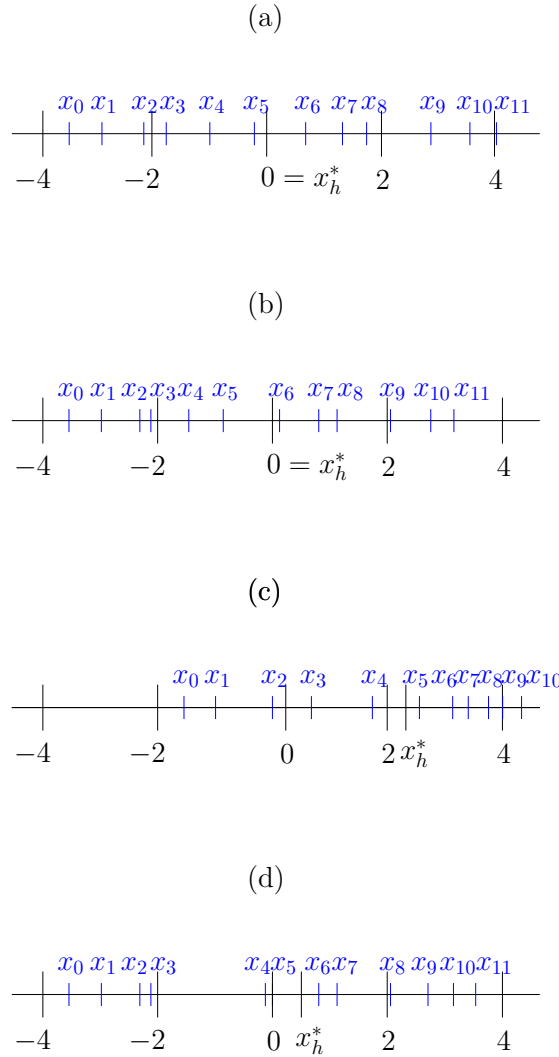 (a)
x₀ x₁ x₂ x₃ x₄ x₅ x₆ x₇ x₈ x₉ x₁₀ x₁₁
−4 −2 0 = x*ₕ 2 4
(b)
x₀ x₁ x₂ x₃ x₄ x₅ x₆ x₇ x₈ x₉ x₁₀ x₁₁
−4 −2 0 = x*ₕ 2 4
(c)
x₀ x₁ x₂ x₃ x₄ x₅ x₆ x₇ x₈ x₉ x₁₀
−4 −2 0 2 x*ₕ 4
(d)
x₀ x₁ x₂ x₃ x₄ x₅ x₆ x₇ x₈ x₉ x₁₀ x₁₁
−4 −2 0 x*ₕ 2 4